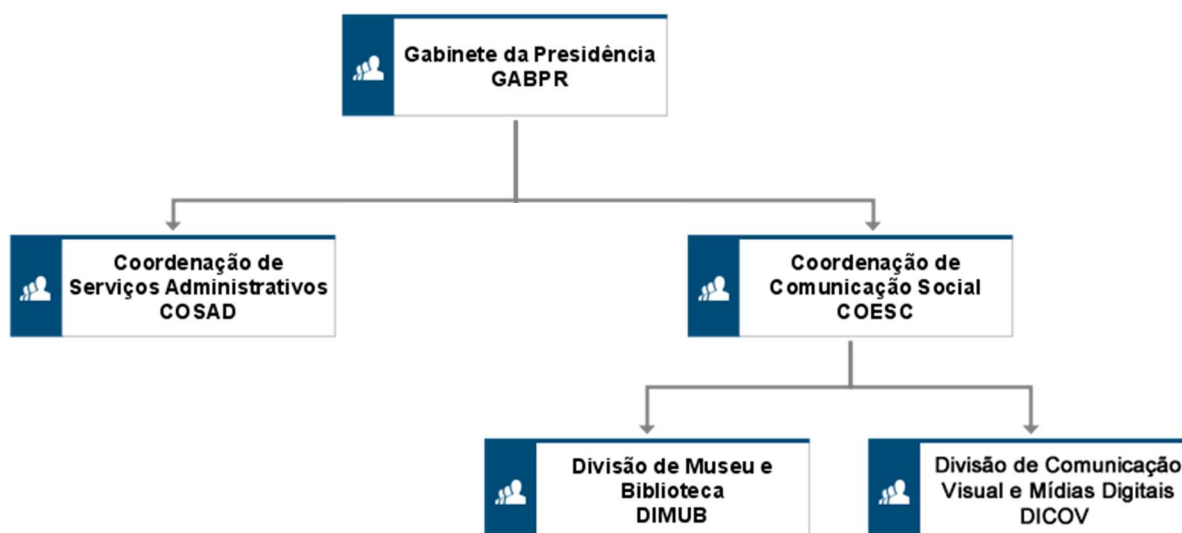 Gabinete da Presidência
GABPR
Coordenação de
Serviços Administrativos
COSAD
Coordenação de
Comunicação Social
COESC
Divisão de Museu e
Biblioteca
DIMUB
Divisão de Comunicação
Visual e Mídias Digitais
DICOV